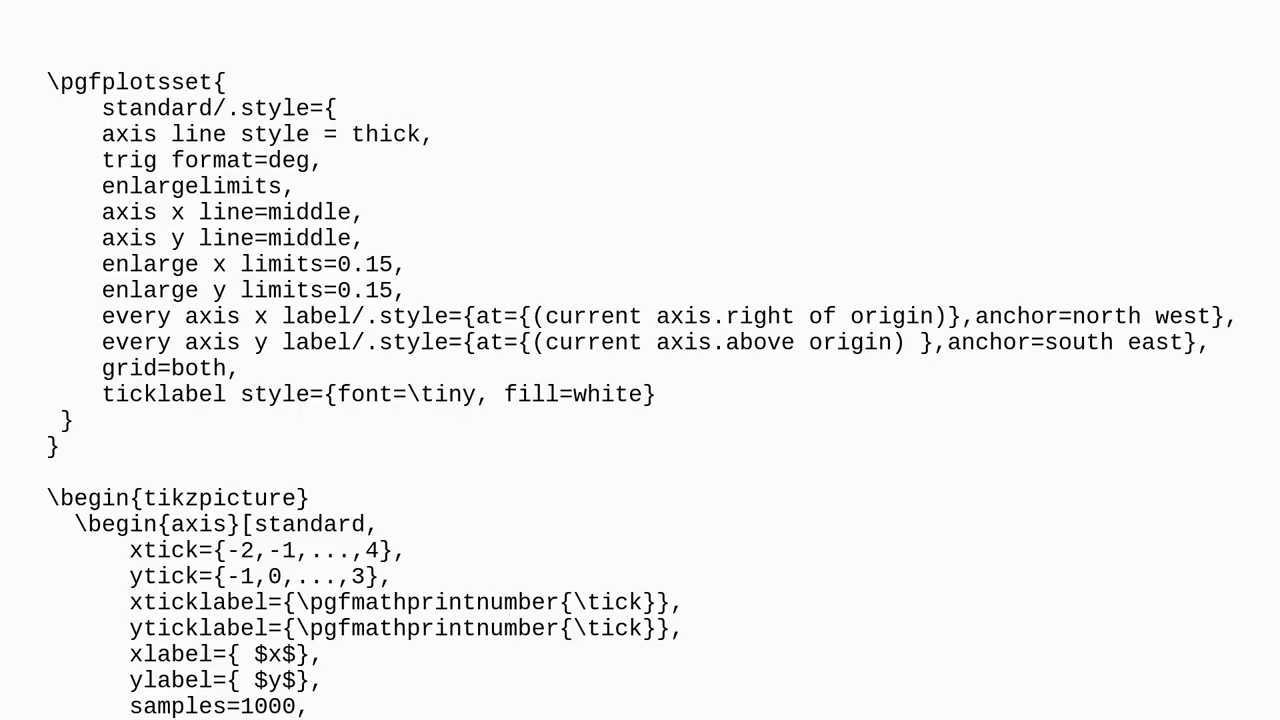 \pgfplotsset{
    standard/.style={
    axis line style = thick,
    trig format=deg,
    enlargelimits,
    axis x line=middle,
    axis y line=middle,
    enlarge x limits=0.15,
    enlarge y limits=0.15,
    every axis x label/.style={at={(current axis.right of origin)},anchor=north west},
    every axis y label/.style={at={(current axis.above origin) },anchor=south east},
    grid=both,
    ticklabel style={font=\tiny, fill=white}
 }
}

\begin{tikzpicture}
  \begin{axis}[standard,
      xtick={-2,-1,...,4},
      ytick={-1,0,...,3},
      xticklabel={\pgfmathprintnumber{\tick}},
      yticklabel={\pgfmathprintnumber{\tick}},
      xlabel={ $x$},
      ylabel={ $y$},
      samples=1000,